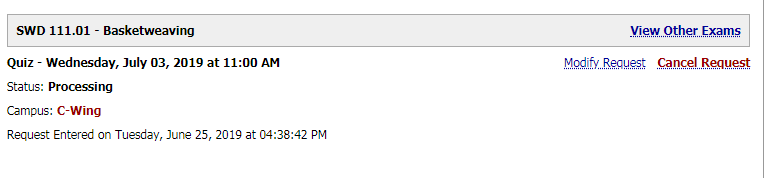 SWD 111.01 - Basketweaving View Other Exams
Quiz - Wednesday, July 03, 2019 at 11:00 AM Modify Request Cancel Request
Status: Processing
Campus: C-Wing
Request Entered on Tuesday, June 25, 2019 at 04:38:42 PM